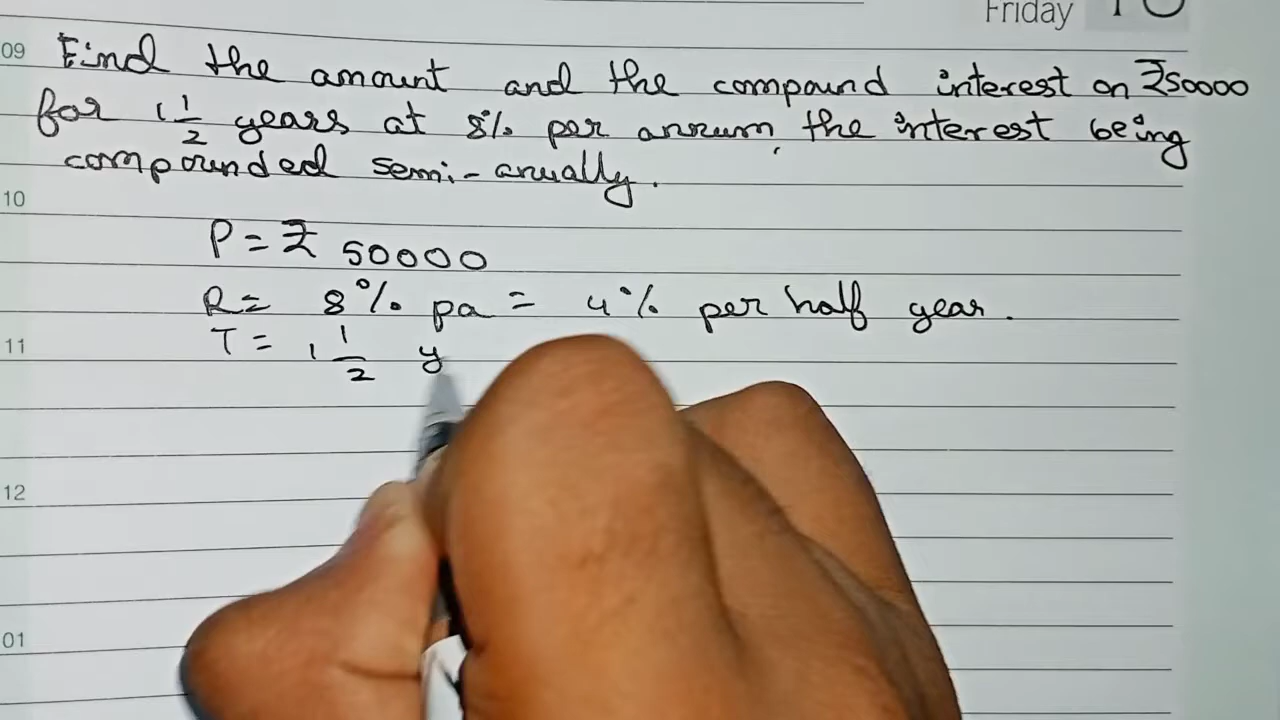 Friday
09 Find the amount and the compound interest on ₹50000
for 1 1/2 years at 8% per annum, the interest being
compounded semi-anually.
10
P = ₹ 50000
R = 8% pa = 4% per half year.
11 T = 1 1/2 y
12
01